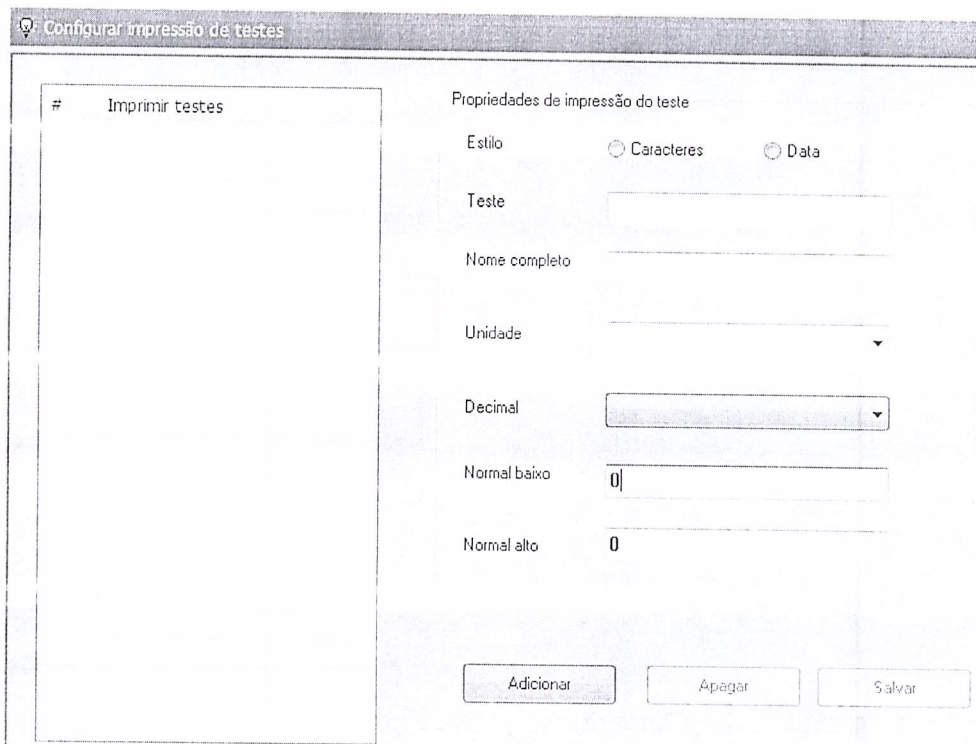 Configurar impressão de testes
# Imprimir testes
Propriedades de impressão do teste
Estilo Caracteres Data
Teste
Nome completo
Unidade
Decimal
Normal baixo 0
Normal alto 0
Adicionar Apagar Salvar